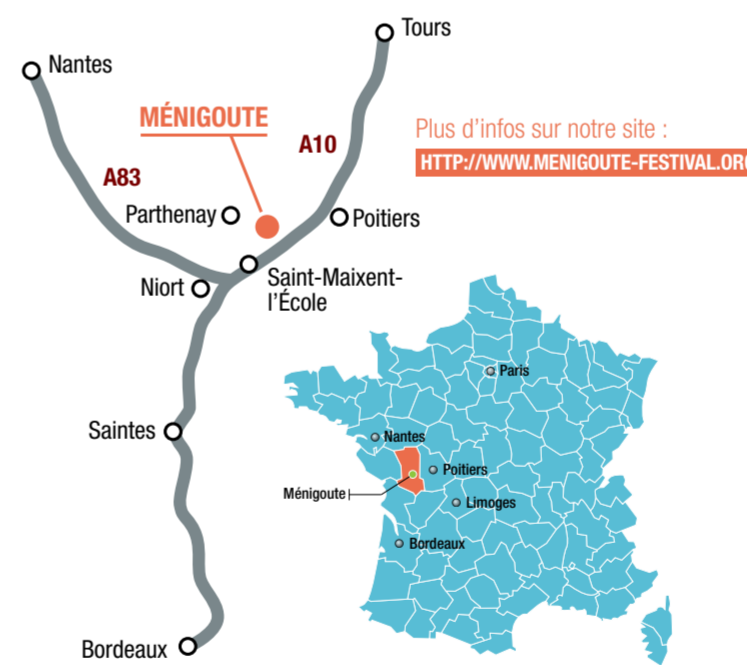 Tours
Nantes
MÉNIGOUTE
A10
Plus d'infos sur notre site :
HTTP://WWW.MENIGOUTE-FESTIVAL.ORG
A83
Parthenay
Poitiers
Niort
Saint-Maixent-
l'École
Saintes
Bordeaux
Paris
Nantes
Poitiers
Ménigoute
Limoges
Bordeaux